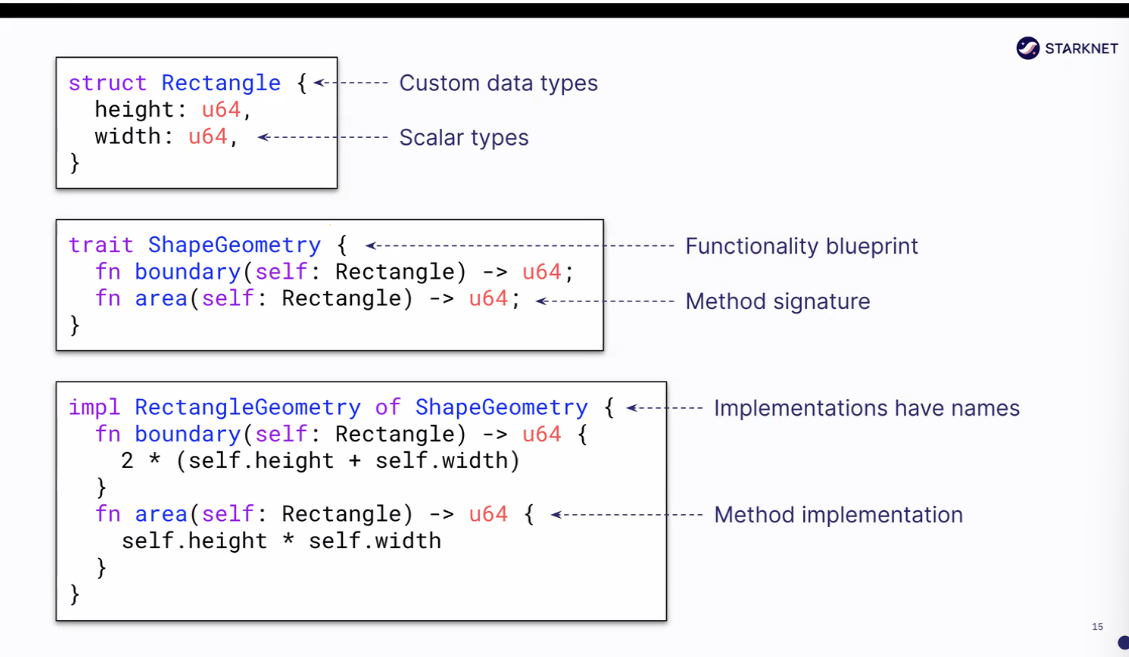 STARKNET
struct Rectangle {
Custom data types
  height: u64,
  width: u64,
Scalar types
}
trait ShapeGeometry {
Functionality blueprint
  fn boundary(self: Rectangle) -> u64;
  fn area(self: Rectangle) -> u64;
Method signature
}
impl RectangleGeometry of ShapeGeometry {
Implementations have names
  fn boundary(self: Rectangle) -> u64 {
    2 * (self.height + self.width)
  }
  fn area(self: Rectangle) -> u64 {
Method implementation
    self.height * self.width
  }
}
15